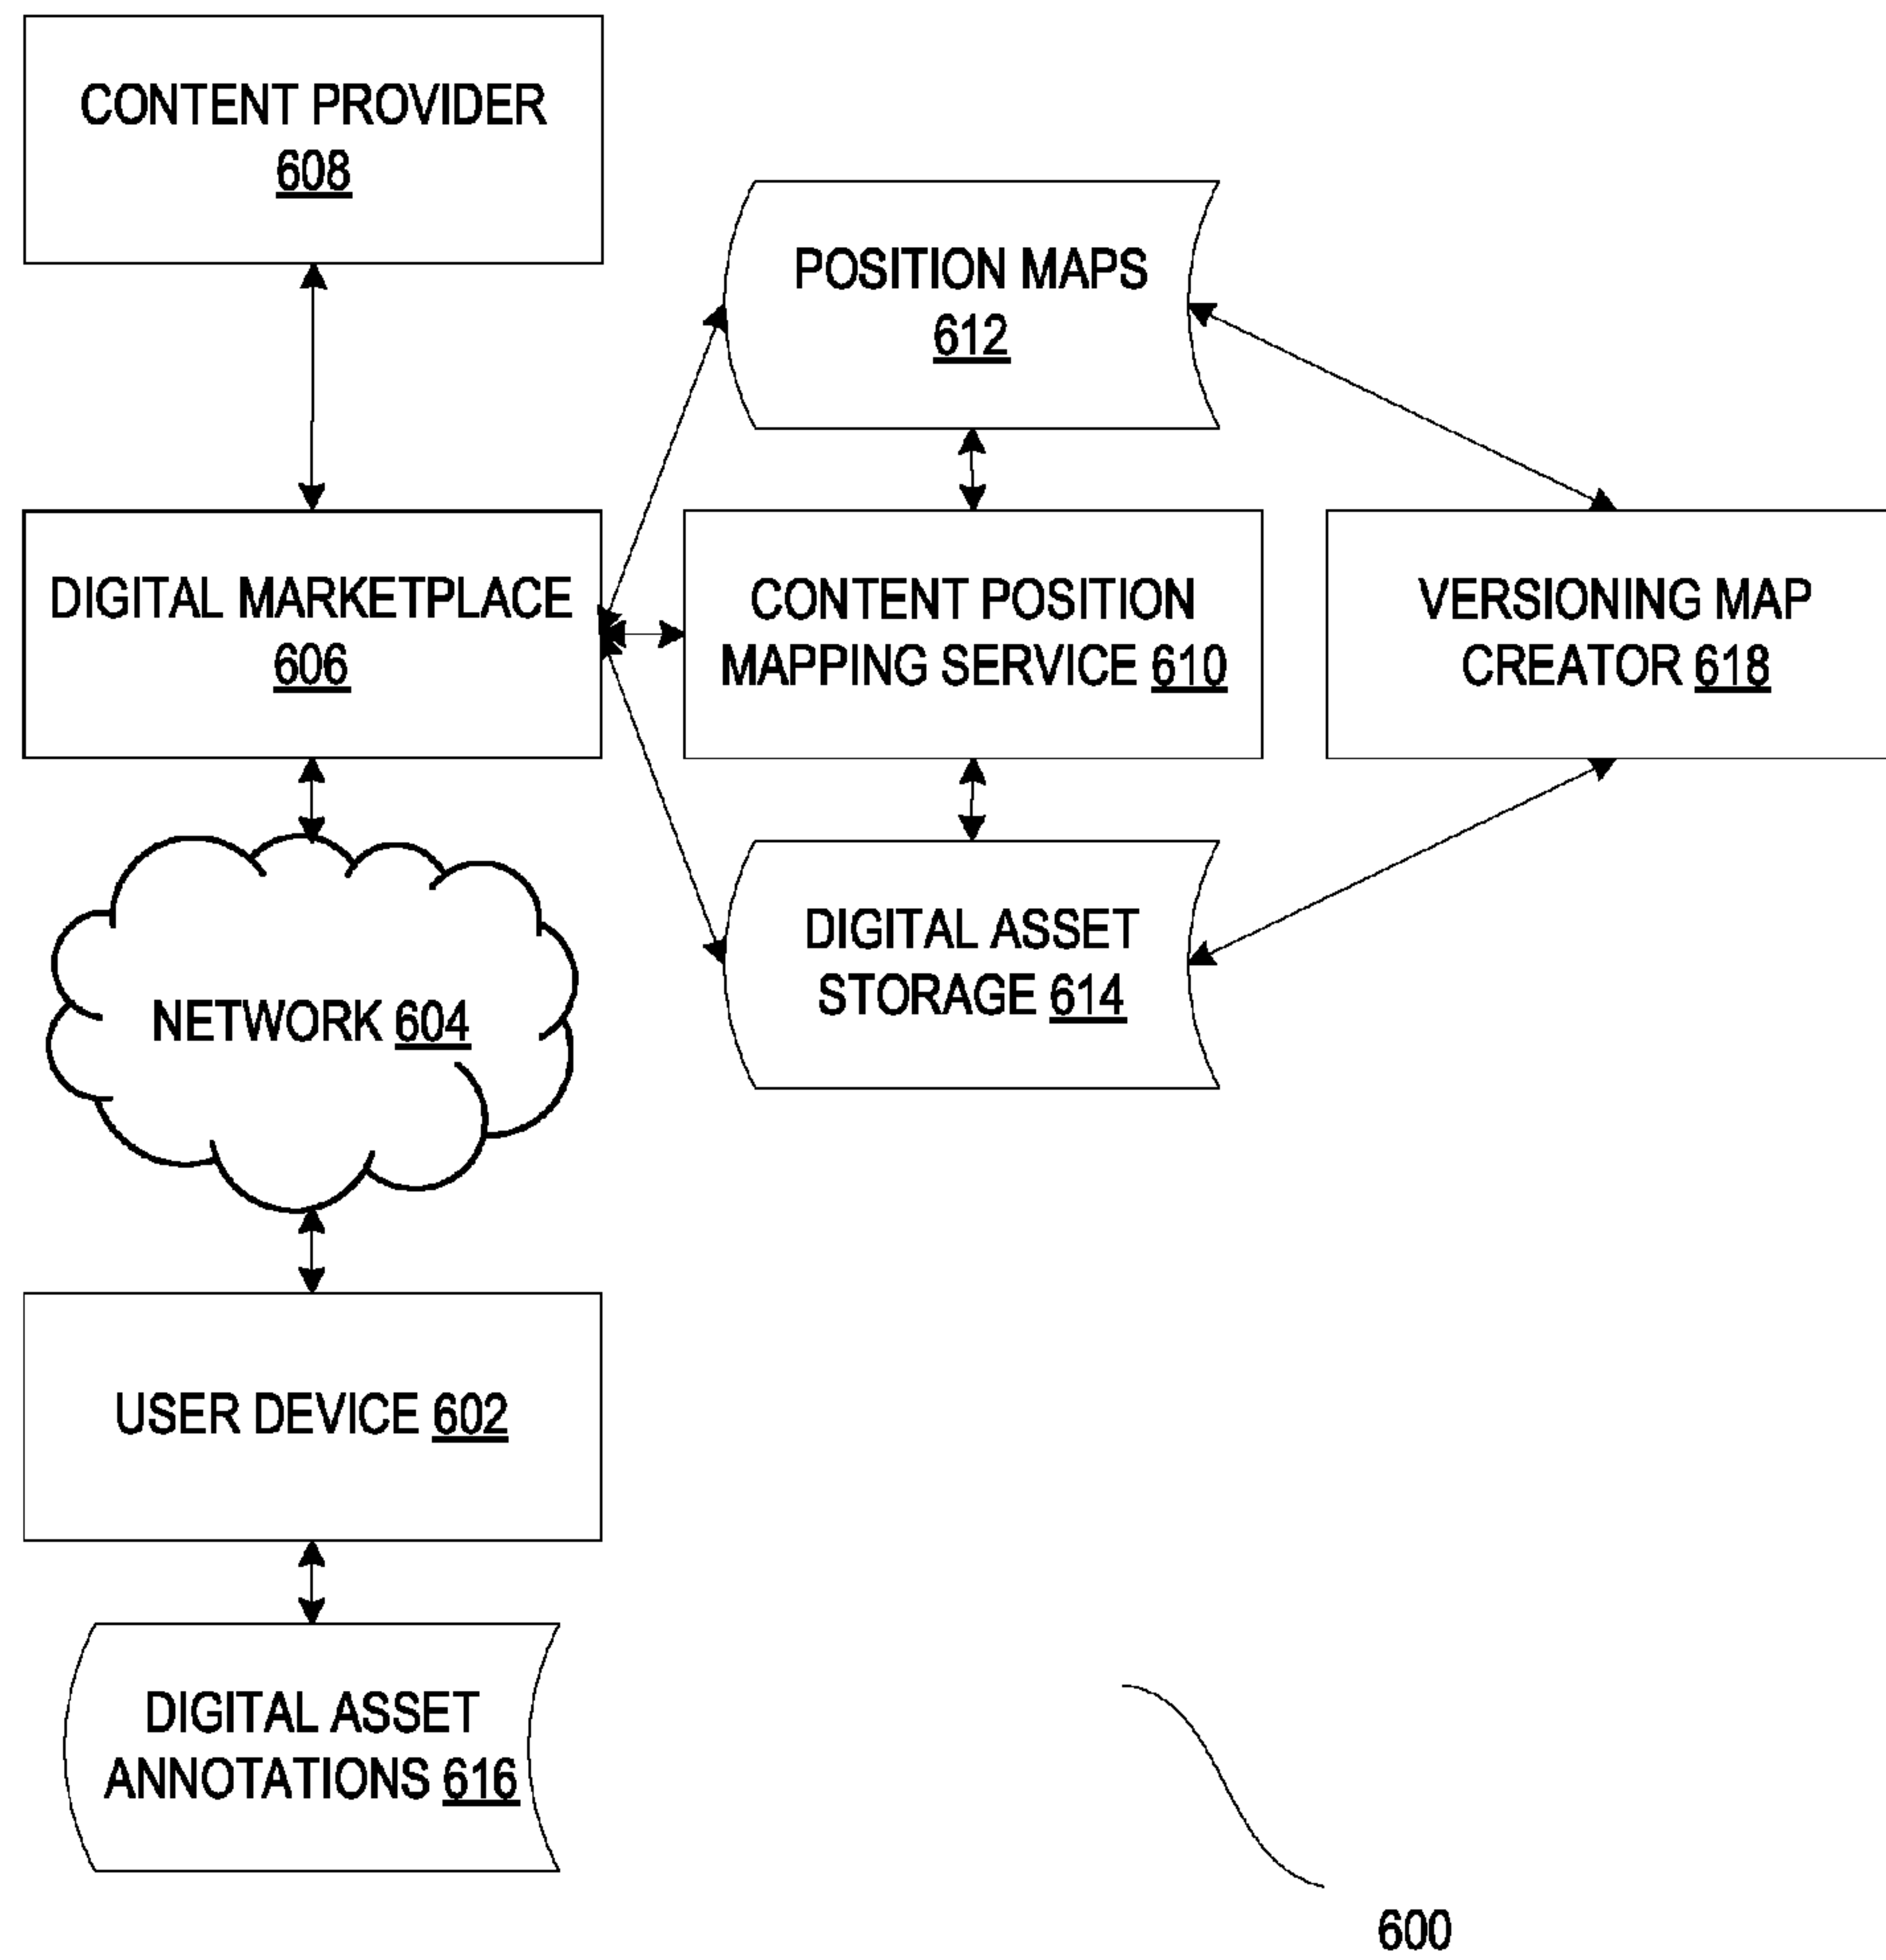 CONTENT PROVIDER
608
POSITION MAPS
612
DIGITAL MARKETPLACE
606
CONTENT POSITION
MAPPING SERVICE 610
VERSIONING MAP
CREATOR 618
DIGITAL ASSET
STORAGE 614
NETWORK 604
USER DEVICE 602
DIGITAL ASSET
ANNOTATIONS 616
600